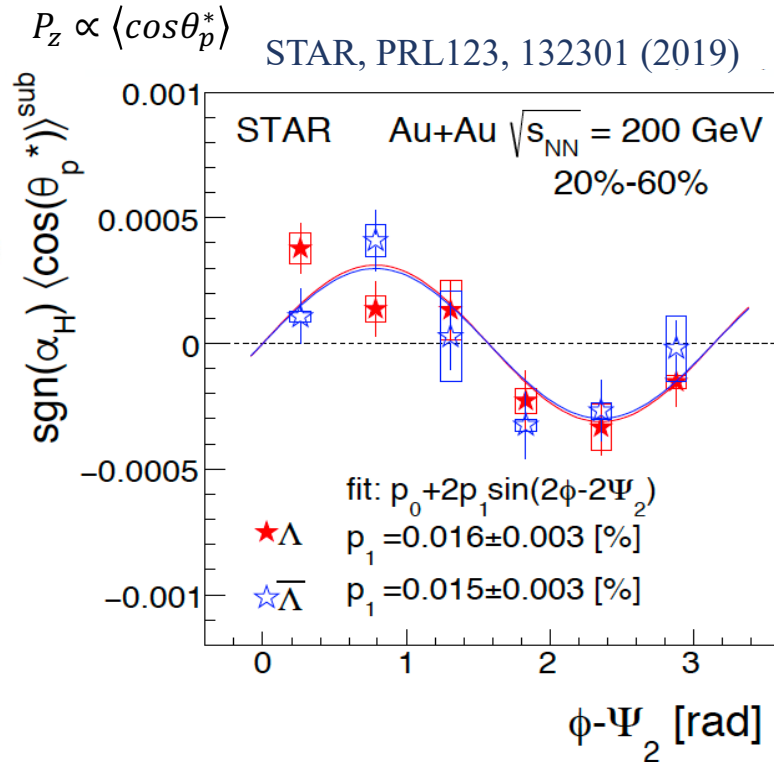 P_z ∝ ⟨cosθ_p^*⟩
STAR, PRL123, 132301 (2019)
sgn(α_H) ⟨cos(θ_p*)⟩^sub
0.001
0.0005
0
−0.0005
−0.001
STAR Au+Au √s_NN = 200 GeV
20%-60%
fit: p_0+2p_1sin(2ϕ-2Ψ_2)
Λ p_1=0.016±0.003 [%]
Λ̅ p_1=0.015±0.003 [%]
0 1 2 3
ϕ-Ψ_2 [rad]